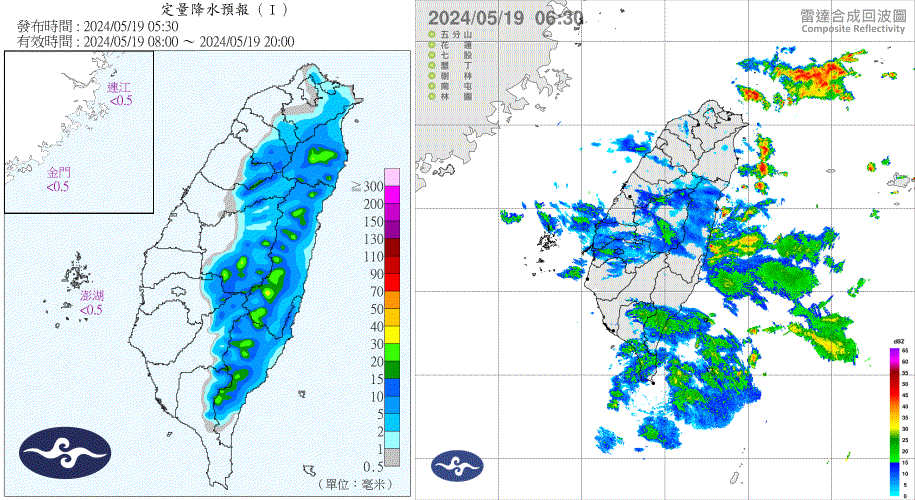 定量降水預報 ( I )
發布時間 : 2024/05/19 05:30
有效時間 : 2024/05/19 08:00 ～ 2024/05/19 20:00
連江
<0.5
金門
<0.5
澎湖
<0.5
≥ 300
200
150
130
110
90
70
50
40
30
20
15
10
5
2
1
0.5
(單位：毫米)
2024/05/19 06:30
雷達合成回波圖
Composite Reflectivity
五分山
花蓮
七股
墾丁
樹林
南屯
林園
dBZ
65
60
55
50
45
40
35
30
25
20
15
10
5
0